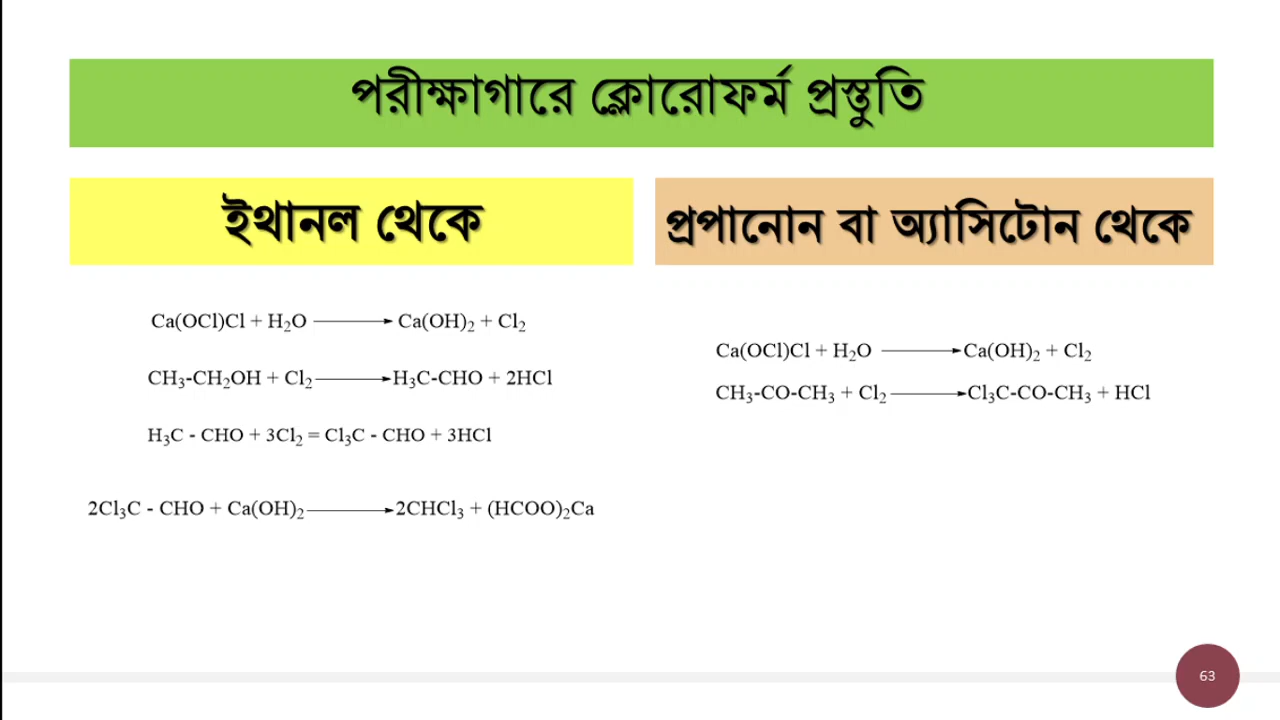 পরীক্ষাগারে ক্লোরোফর্ম প্রস্তুতি
ইথানল থেকে
Ca(OCl)Cl + H₂O ⟶ Ca(OH)₂ + Cl₂
CH₃-CH₂OH + Cl₂ ⟶ H₃C-CHO + 2HCl
H₃C - CHO + 3Cl₂ = Cl₃C - CHO + 3HCl
2Cl₃C - CHO + Ca(OH)₂ ⟶ 2CHCl₃ + (HCOO)₂Ca
প্রপানোন বা অ্যাসিটোন থেকে
Ca(OCl)Cl + H₂O ⟶ Ca(OH)₂ + Cl₂
CH₃-CO-CH₃ + Cl₂ ⟶ Cl₃C-CO-CH₃ + HCl
63